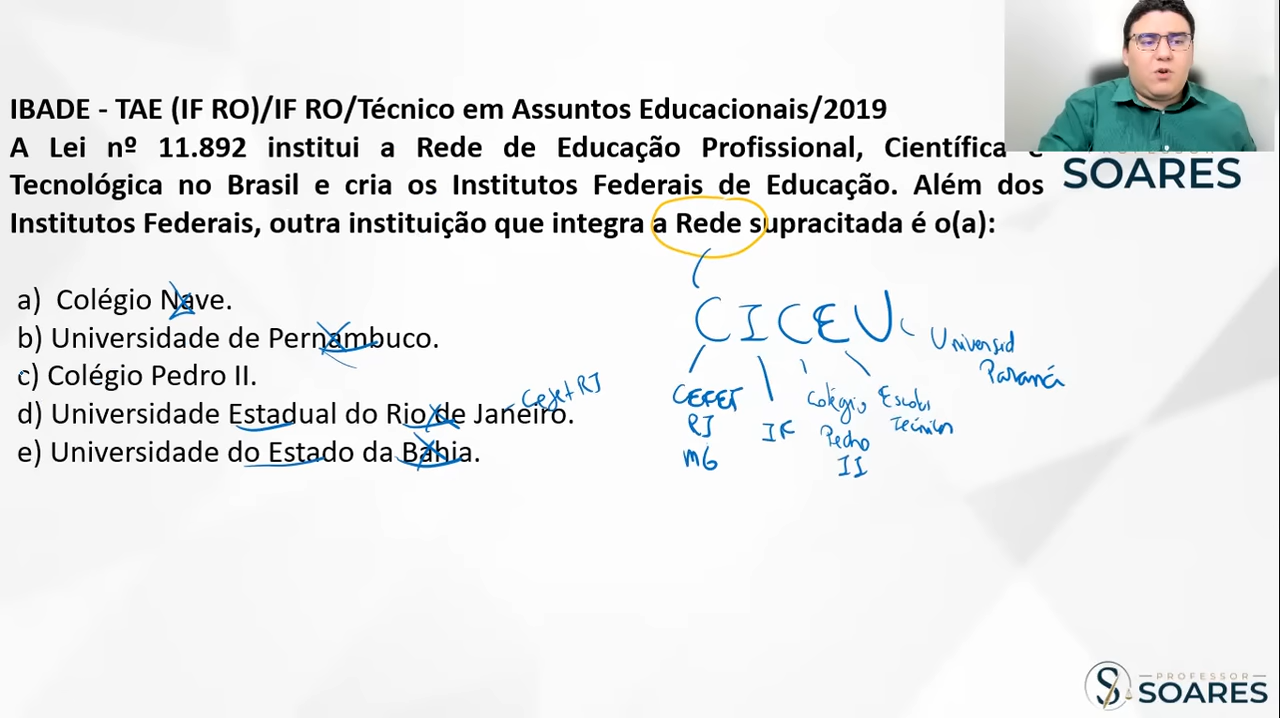 IBADE - TAE (IF RO)/IF RO/Técnico em Assuntos Educacionais/2019
A Lei nº 11.892 institui a Rede de Educação Profissional, Científica e
Tecnológica no Brasil e cria os Institutos Federais de Educação. Além dos
Institutos Federais, outra instituição que integra a Rede supracitada é o(a):
SOARES
a) Colégio Nave.
b) Universidade de Pernambuco.
c) Colégio Pedro II.
d) Universidade Estadual do Rio de Janeiro.
e) Universidade do Estado da Bahia.
Cefet RJ
CICEU
Universid
Paraná
CEFET
RJ
MG
IF
Colégio
Pedro
II
Escolas
Técnicas
PROFESSOR
SOARES